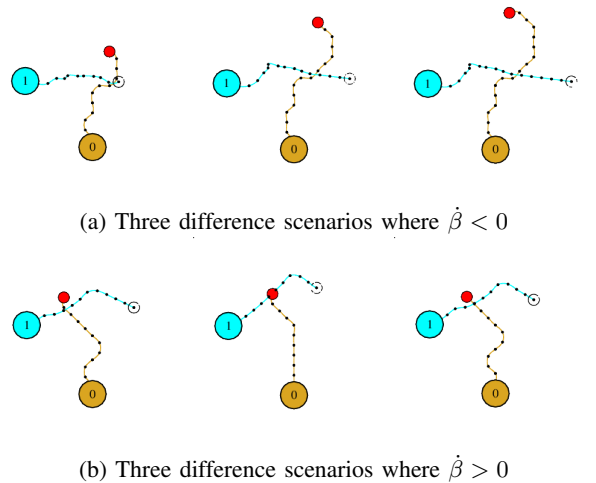 1 1 1
0 0 0
(a) Three difference scenarios where β̇ < 0
1 1 1
0 0 0
(b) Three difference scenarios where β̇ > 0